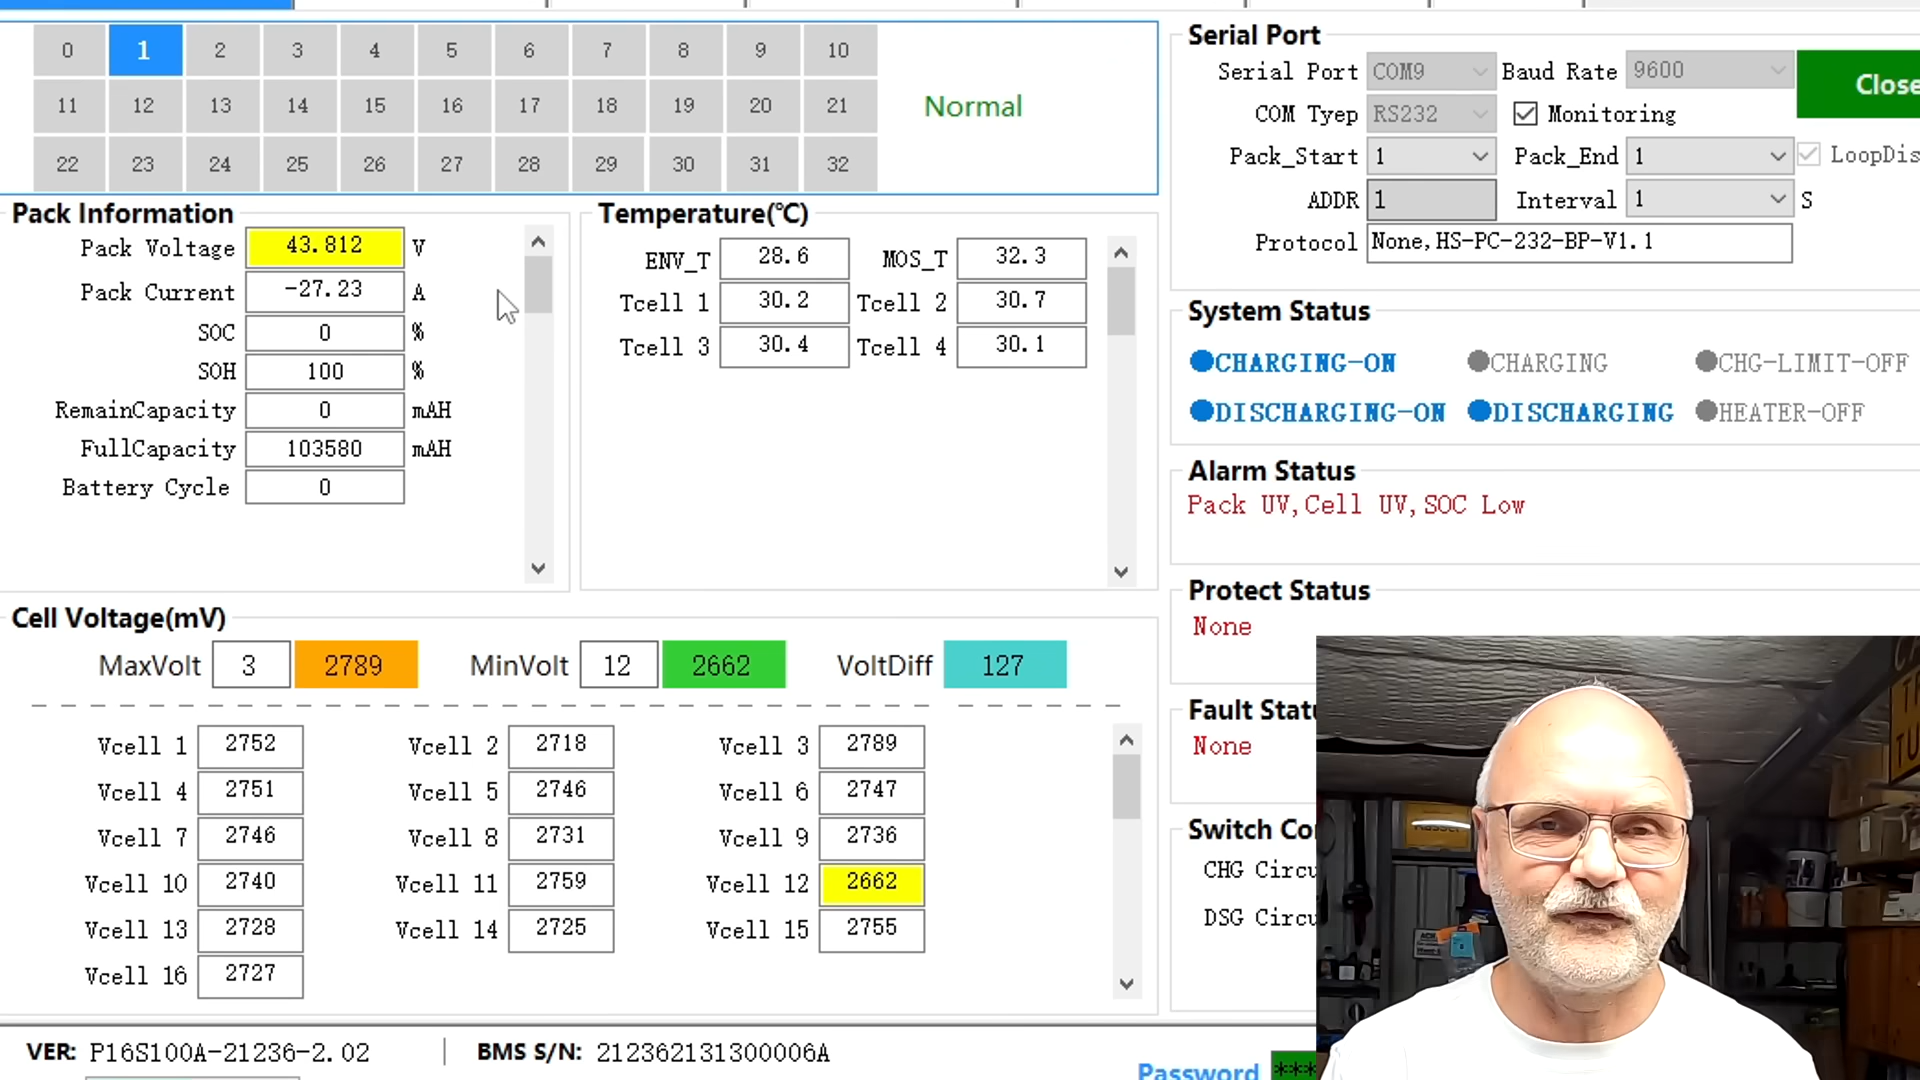 0 1 2 3 4 5 6 7 8 9 10
11 12 13 14 15 16 17 18 19 20 21
22 23 24 25 26 27 28 29 30 31 32
Normal
Pack Information
Pack Voltage 43.812 V
Pack Current -27.23 A
SOC 0 %
SOH 100 %
RemainCapacity 0 mAH
FullCapacity 103580 mAH
Battery Cycle 0
Temperature(℃)
ENV_T 28.6 MOS_T 32.3
Tcell 1 30.2 Tcell 2 30.7
Tcell 3 30.4 Tcell 4 30.1
Cell Voltage(mV)
MaxVolt 3 2789 MinVolt 12 2662 VoltDiff 127
Vcell 1 2752 Vcell 2 2718 Vcell 3 2789
Vcell 4 2751 Vcell 5 2746 Vcell 6 2747
Vcell 7 2746 Vcell 8 2731 Vcell 9 2736
Vcell 10 2740 Vcell 11 2759 Vcell 12 2662
Vcell 13 2728 Vcell 14 2725 Vcell 15 2755
Vcell 16 2727
VER: P16S100A-21236-2.02 BMS S/N: 212362131300006A
Password ***
Serial Port
Serial Port COM9 Baud Rate 9600 Close
COM Tyep RS232 Monitoring
Pack_Start 1 Pack_End 1 LoopDis
ADDR 1 Interval 1 S
Protocol None,HS-PC-232-BP-V1.1
System Status
CHARGING-ON CHARGING CHG-LIMIT-OFF
DISCHARGING-ON DISCHARGING HEATER-OFF
Alarm Status
Pack UV,Cell UV,SOC Low
Protect Status
None
Fault Statu
None
Switch Co
CHG Circu
DSG Circu